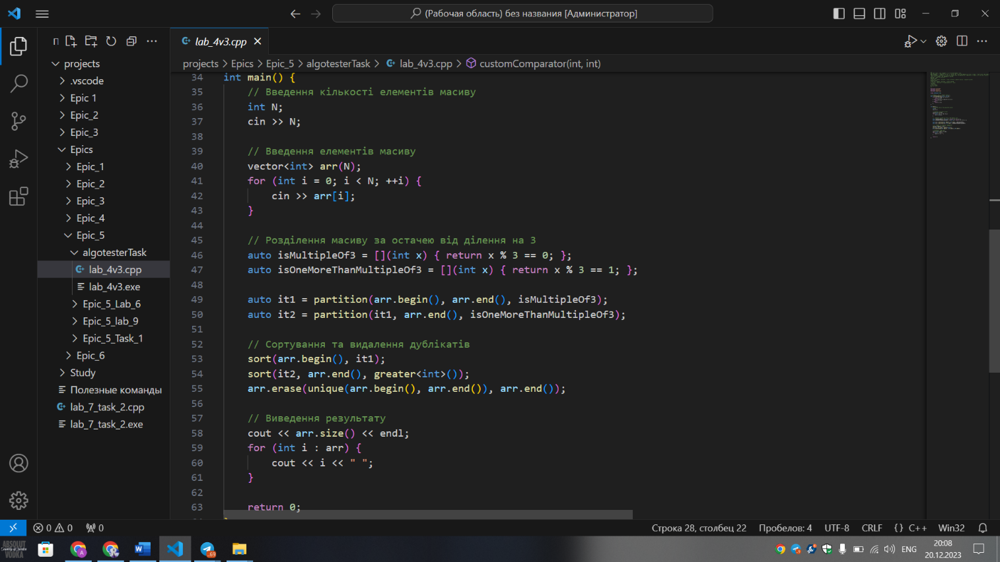 (Рабочая область) без названия [Администратор]
П
lab_4v3.cpp
projects > Epics > Epic_5 > algotesterTask > lab_4v3.cpp > customComparator(int, int)
projects
.vscode
Epic 1
Epic_2
Epic_3
Epics
Epic_1
Epic_2
Epic_3
Epic_4
Epic_5
algotesterTask
lab_4v3.cpp
lab_4v3.exe
Epic_5_Lab_6
Epic_5_lab_9
Epic_5_Task_1
Epic_6
Study
Полезные команды
lab_7_task_2.cpp
lab_7_task_2.exe
34 int main() {
35 // Введення кількості елементів масиву
36 int N;
37 cin >> N;
38
39 // Введення елементів масиву
40 vector<int> arr(N);
41 for (int i = 0; i < N; ++i) {
42 cin >> arr[i];
43 }
44
45 // Розділення масиву за остачею від ділення на 3
46 auto isMultipleOf3 = [](int x) { return x % 3 == 0; };
47 auto isOneMoreThanMultipleOf3 = [](int x) { return x % 3 == 1; };
48
49 auto it1 = partition(arr.begin(), arr.end(), isMultipleOf3);
50 auto it2 = partition(it1, arr.end(), isOneMoreThanMultipleOf3);
51
52 // Сортування та видалення дублікатів
53 sort(arr.begin(), it1);
54 sort(it2, arr.end(), greater<int>());
55 arr.erase(unique(arr.begin(), arr.end()), arr.end());
56
57 // Виведення результату
58 cout << arr.size() << endl;
59 for (int i : arr) {
60 cout << i << " ";
61 }
62
63 return 0;
0 0 0
Строка 28, столбец 22 Пробелов: 4 UTF-8 CRLF {} C++ Win32
ABSOLUT
Country of Sweden
VODKA
69
ENG
20:08
20.12.2023